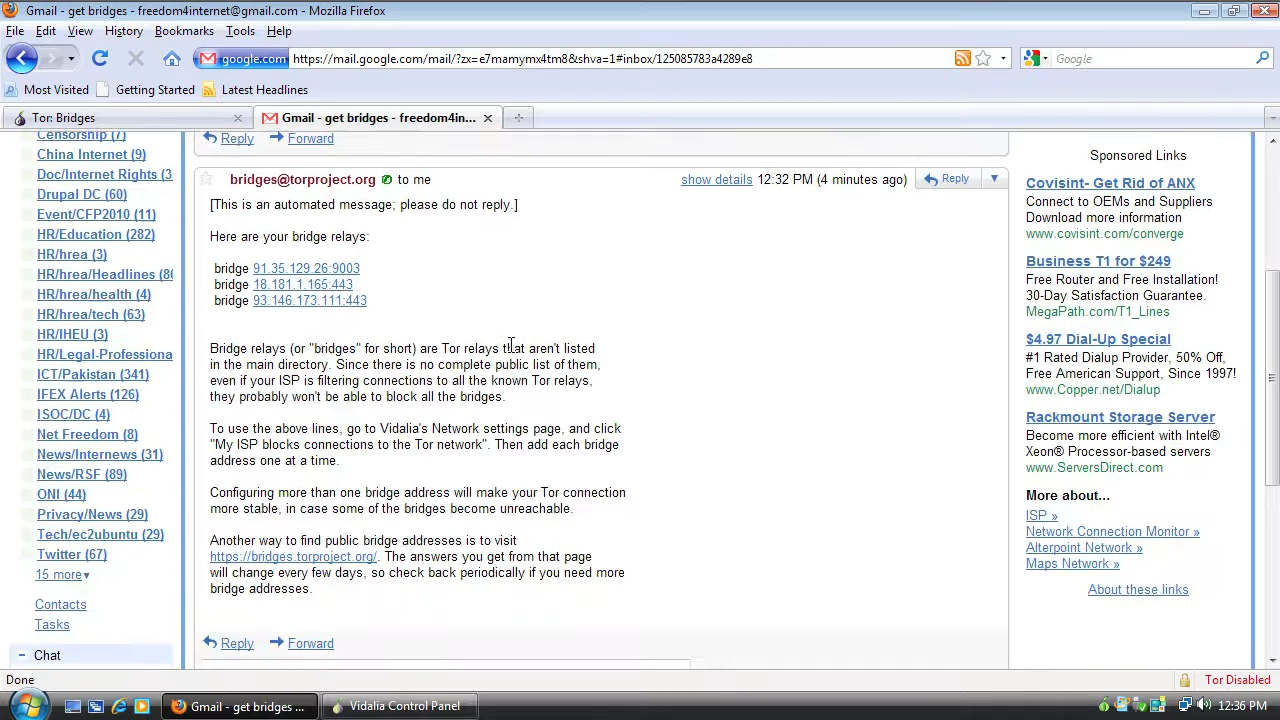 Gmail - get bridges - freedom4internet@gmail.com - Mozilla Firefox
File Edit View History Bookmarks Tools Help
google.com https://mail.google.com/mail/?zx=e7mamymx4tm8&shva=1#inbox/125085783a4289e8
Google
Most Visited Getting Started Latest Headlines
Tor: Bridges
Gmail - get bridges - freedom4in...
Censorship (7)
China Internet (9)
Doc/Internet Rights (3
Drupal DC (60)
Event/CFP2010 (11)
HR/Education (282)
HR/hrea (3)
HR/hrea/Headlines (80
HR/hrea/health (4)
HR/hrea/tech (63)
HR/IHEU (3)
HR/Legal-Professiona
ICT/Pakistan (341)
IFEX Alerts (126)
ISOC/DC (4)
Net Freedom (8)
News/Internews (31)
News/RSF (89)
ONI (44)
Privacy/News (29)
Tech/ec2ubuntu (29)
Twitter (67)
15 more▾
Contacts
Tasks
− Chat
Reply Forward
bridges@torproject.org to me show details 12:32 PM (4 minutes ago) Reply
[This is an automated message; please do not reply.]
Here are your bridge relays:
bridge 91.35.129.26:9003
bridge 18.181.1.165:443
bridge 93.146.173.111:443
Bridge relays (or "bridges" for short) are Tor relays that aren't listed
in the main directory. Since there is no complete public list of them,
even if your ISP is filtering connections to all the known Tor relays,
they probably won't be able to block all the bridges.
To use the above lines, go to Vidalia's Network settings page, and click
"My ISP blocks connections to the Tor network". Then add each bridge
address one at a time.
Configuring more than one bridge address will make your Tor connection
more stable, in case some of the bridges become unreachable.
Another way to find public bridge addresses is to visit
https://bridges.torproject.org/. The answers you get from that page
will change every few days, so check back periodically if you need more
bridge addresses.
Reply Forward
Sponsored Links
Covisint- Get Rid of ANX
Connect to OEMs and Suppliers
Download more information
www.covisint.com/converge
Business T1 for $249
Free Router and Free Installation!
30-Day Satisfaction Guarantee.
MegaPath.com/T1_Lines
$4.97 Dial-Up Special
#1 Rated Dialup Provider, 50% Off,
Free American Support, Since 1997!
www.Copper.net/Dialup
Rackmount Storage Server
Become more efficient with Intel®
Xeon® Processor-based servers
www.ServersDirect.com
More about...
ISP »
Network Connection Monitor »
Alterpoint Network »
Maps Network »
About these links
Done
Tor Disabled
Gmail - get bridges ...
Vidalia Control Panel
12:36 PM